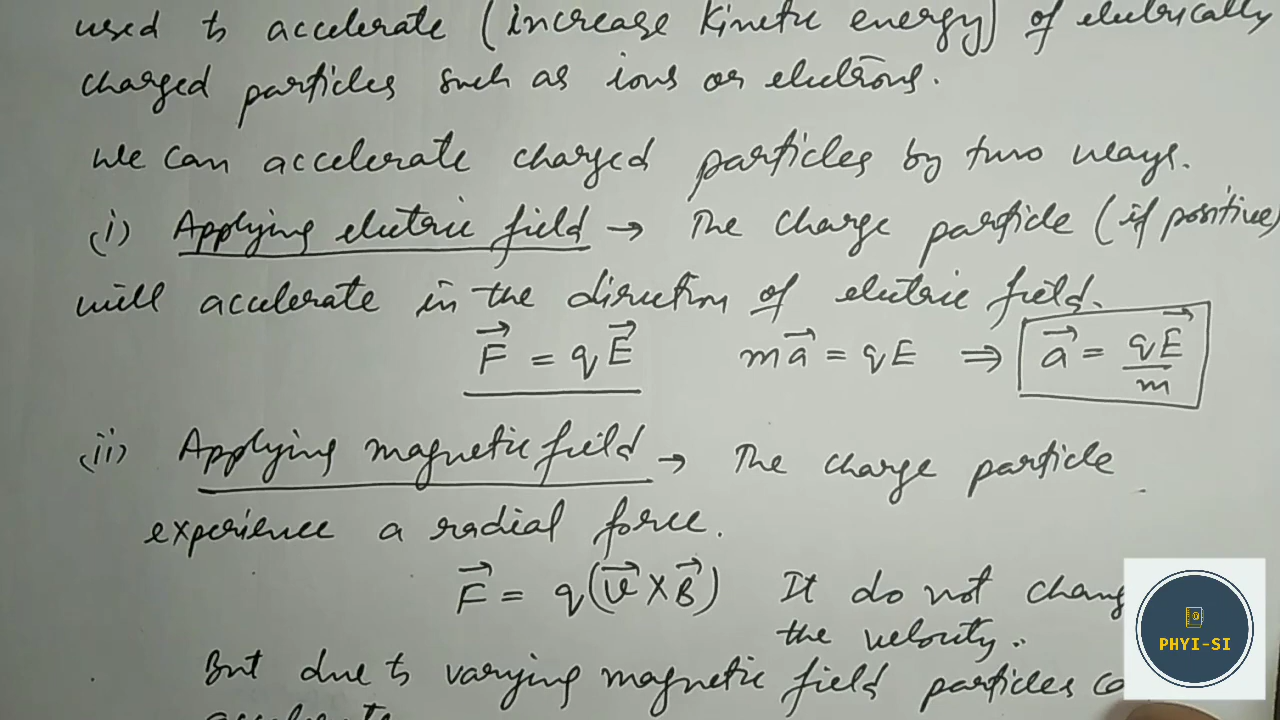 used to accelerate (increase kinetic energy) of electrically
charged particles such as ions or electrons.
We can accelerate charged particles by two ways.
(i) Applying electric field → The charge particle (if positive)
will accelerate in the direction of electric field.
F⃗ = qE⃗    ma⃗ = qE ⇒ a⃗ = qE⃗/m
(ii) Applying magnetic field → The charge particle
experience a radial force.
F⃗ = q(v⃗ × B⃗) It do not chang
the velocity.
But due to varying magnetic field particles co
accelerate
PHYI-SI